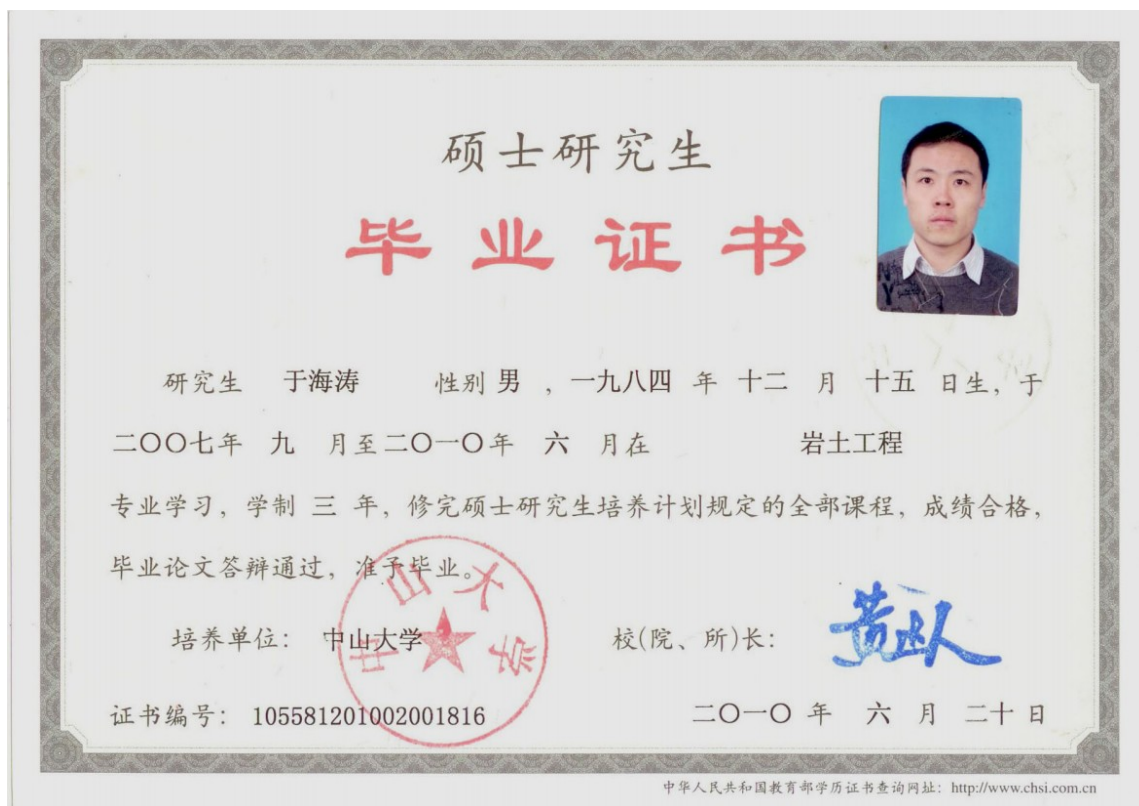 硕士研究生
毕业证书
研究生 于海涛 性别 男 ，一九八四 年 十二 月 十五 日生，于
二〇〇七年 九 月至二〇一〇年 六 月在 岩土工程
专业学习，学制 三 年，修完硕士研究生培养计划规定的全部课程，成绩合格，
毕业论文答辩通过，准予毕业。
中山大学
培养单位： 中山大学 校(院、所)长：
证书编号： 105581201002001816 二〇一〇 年 六 月 二十 日
中华人民共和国教育部学历证书查询网址：http://www.chsi.com.cn